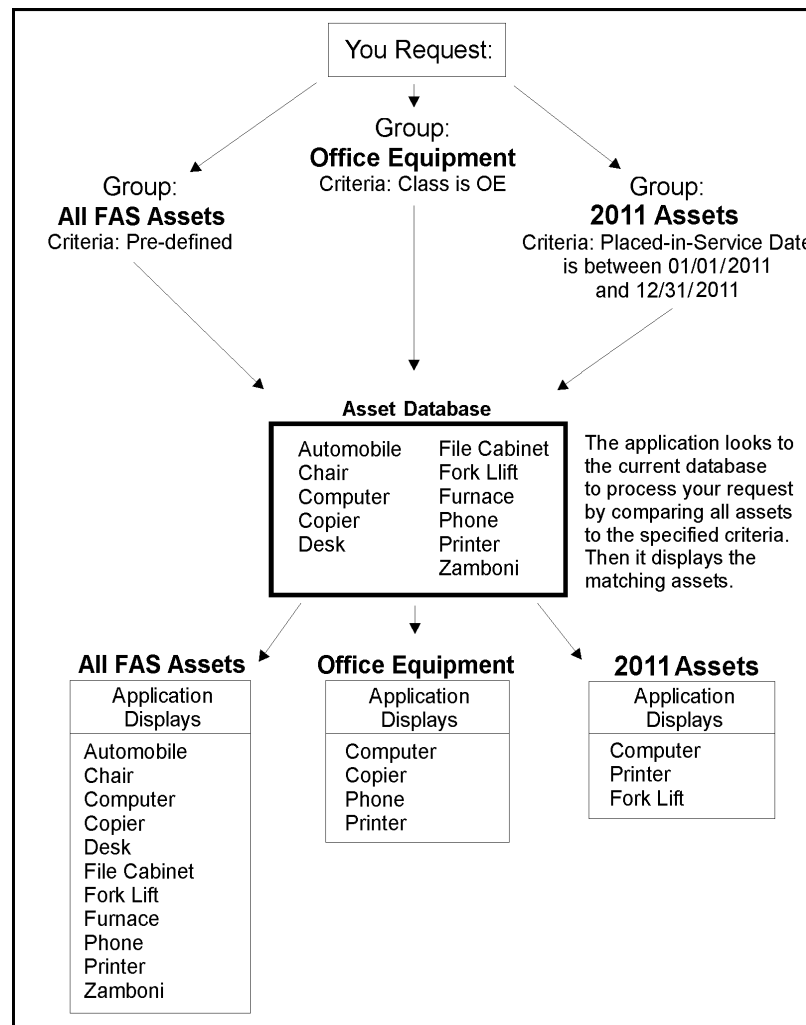 You Request:
Group:
Office Equipment
Criteria: Class is OE
Group:
All FAS Assets
Criteria: Pre-defined
Group:
2011 Assets
Criteria: Placed-in-Service Date
is between 01/01/2011
and 12/31/2011
Asset Database
Automobile
Chair
Computer
Copier
Desk
File Cabinet
Fork Llift
Furnace
Phone
Printer
Zamboni
The application looks to
the current database
to process your request
by comparing all assets
to the specified criteria.
Then it displays the
matching assets.
All FAS Assets
Application
Displays
Automobile
Chair
Computer
Copier
Desk
File Cabinet
Fork Lift
Furnace
Phone
Printer
Zamboni
Office Equipment
Application
Displays
Computer
Copier
Phone
Printer
2011 Assets
Application
Displays
Computer
Printer
Fork Lift